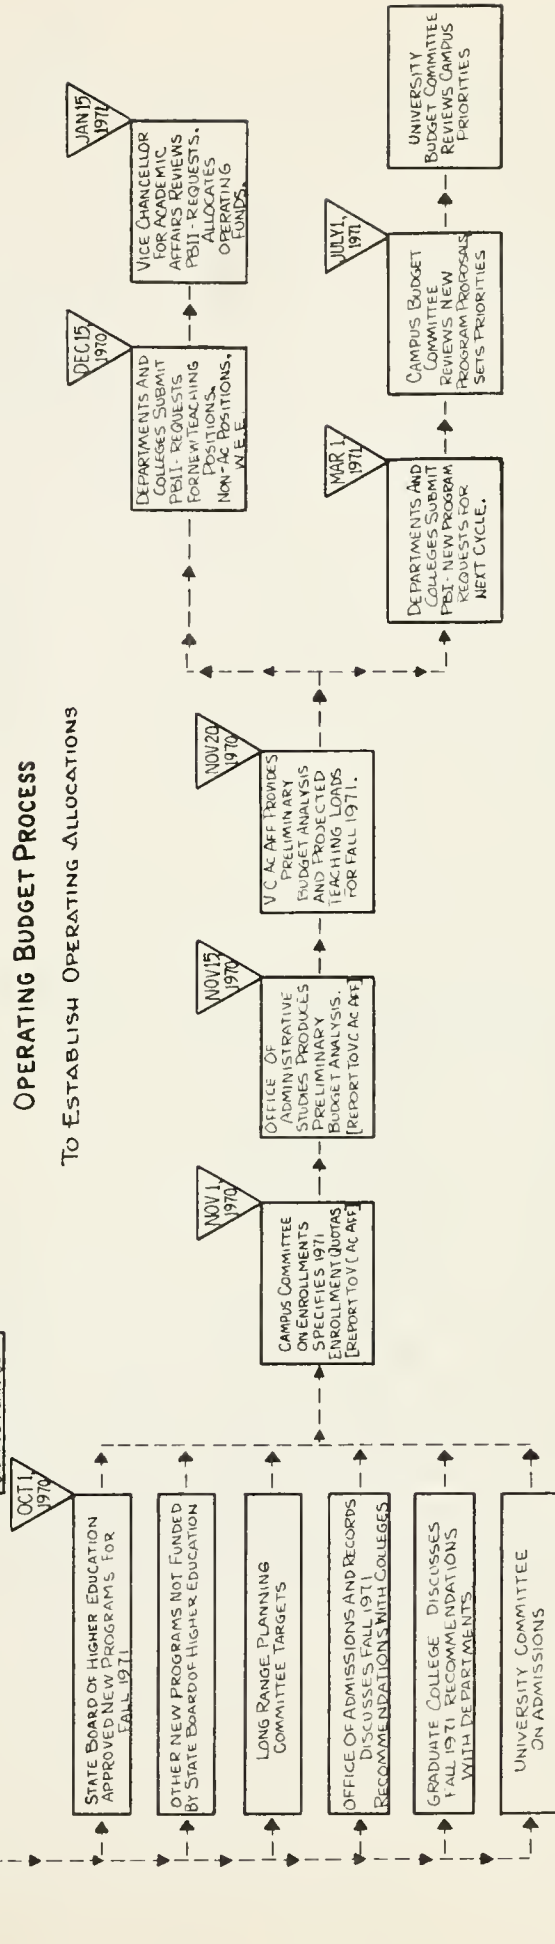 OPERATING BUDGET PROCESS
TO ESTABLISH OPERATING ALLOCATIONS
OCT 1,
1970
STATE BOARD OF HIGHER EDUCATION
APPROVED NEW PROGRAMS FOR
FALL 1971
OTHER NEW PROGRAMS NOT FUNDED
BY STATE BOARD OF HIGHER EDUCATION
LONG RANGE PLANNING
COMMITTEE TARGETS
OFFICE OF ADMISSIONS AND RECORDS
DISCUSSES FALL 1971
RECOMMENDATIONS WITH COLLEGES
GRADUATE COLLEGE DISCUSSES
FALL 1971 RECOMMENDATIONS
WITH DEPARTMENTS
UNIVERSITY COMMITTEE
ON ADMISSIONS
NOV 1,
1970
CAMPUS COMMITTEE
ON ENROLLMENTS
SPECIFIES 1971
ENROLLMENT QUOTAS
[REPORT TO V C AC AFF]
NOV 15,
1970
OFFICE OF
ADMINISTRATIVE
STUDIES PRODUCES
PRELIMINARY
BUDGET ANALYSIS.
[REPORT TO VC AC AFF]
NOV 20,
1970
V C AC AFF PROVIDES
PRELIMINARY
BUDGET ANALYSIS
AND PROJECTED
TEACHING LOADS
FOR FALL 1971.
DEC 15,
1970
DEPARTMENTS AND
COLLEGES SUBMIT
PBII - REQUESTS
FOR NEW TEACHING
POSITIONS.
NON-AC POSITIONS,
W.E.E.
JAN 15,
1971
VICE CHANCELLOR
FOR ACADEMIC
AFFAIRS REVIEWS
PBII - REQUESTS.
ALLOCATES
OPERATING
FUNDS.
MAR 1,
1971
DEPARTMENTS AND
COLLEGES SUBMIT
PBI - NEW PROGRAM
REQUESTS FOR
NEXT CYCLE.
JULY 1,
1971
CAMPUS BUDGET
COMMITTEE
REVIEWS NEW
PROGRAM PROPOSALS,
SETS PRIORITIES
UNIVERSITY
BUDGET COMMITTEE
REVIEWS CAMPUS
PRIORITIES